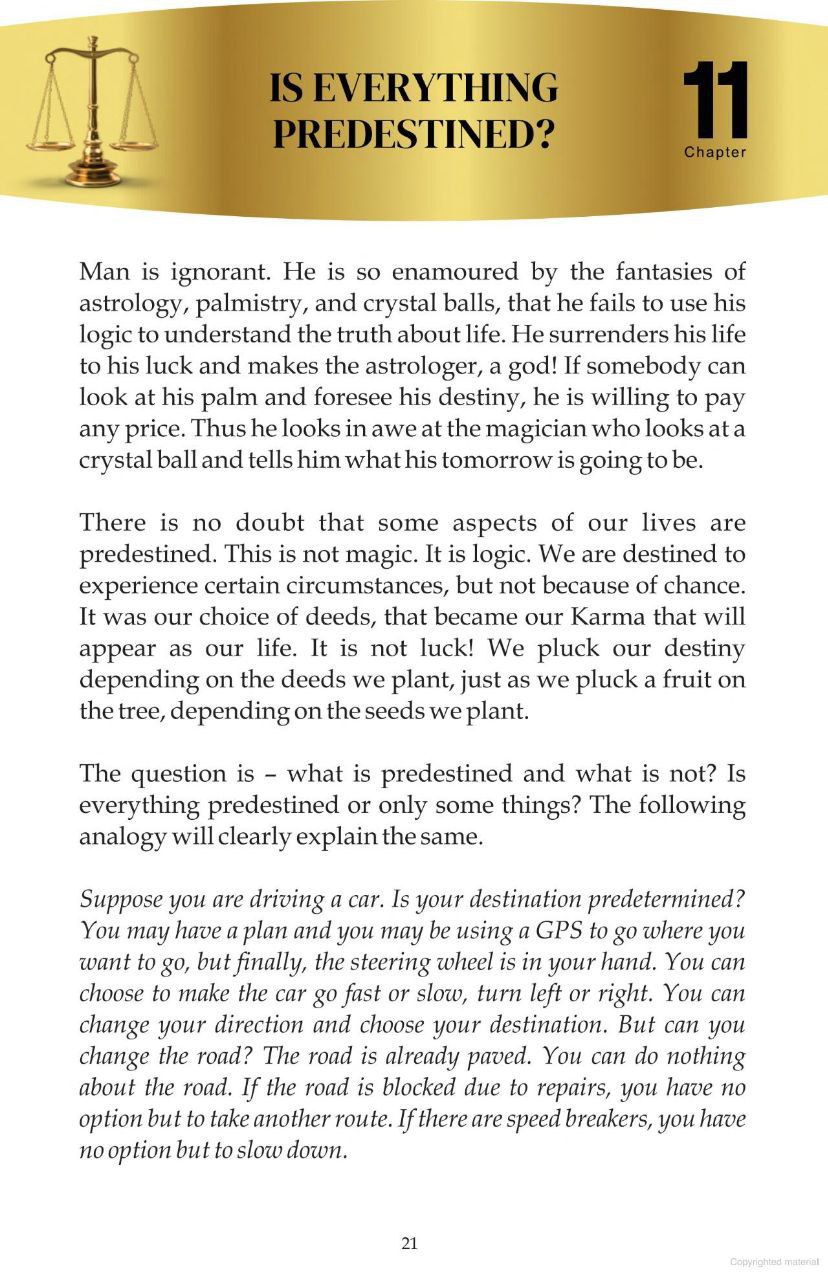 IS EVERYTHING
PREDESTINED?
11
Chapter
Man is ignorant. He is so enamoured by the fantasies of
astrology, palmistry, and crystal balls, that he fails to use his
logic to understand the truth about life. He surrenders his life
to his luck and makes the astrologer, a god! If somebody can
look at his palm and foresee his destiny, he is willing to pay
any price. Thus he looks in awe at the magician who looks at a
crystal ball and tells him what his tomorrow is going to be.
There is no doubt that some aspects of our lives are
predestined. This is not magic. It is logic. We are destined to
experience certain circumstances, but not because of chance.
It was our choice of deeds, that became our Karma that will
appear as our life. It is not luck! We pluck our destiny
depending on the deeds we plant, just as we pluck a fruit on
the tree, depending on the seeds we plant.
The question is – what is predestined and what is not? Is
everything predestined or only some things? The following
analogy will clearly explain the same.
Suppose you are driving a car. Is your destination predetermined?
You may have a plan and you may be using a GPS to go where you
want to go, but finally, the steering wheel is in your hand. You can
choose to make the car go fast or slow, turn left or right. You can
change your direction and choose your destination. But can you
change the road? The road is already paved. You can do nothing
about the road. If the road is blocked due to repairs, you have no
option but to take another route. If there are speed breakers, you have
no option but to slow down.
21
Copyrighted material